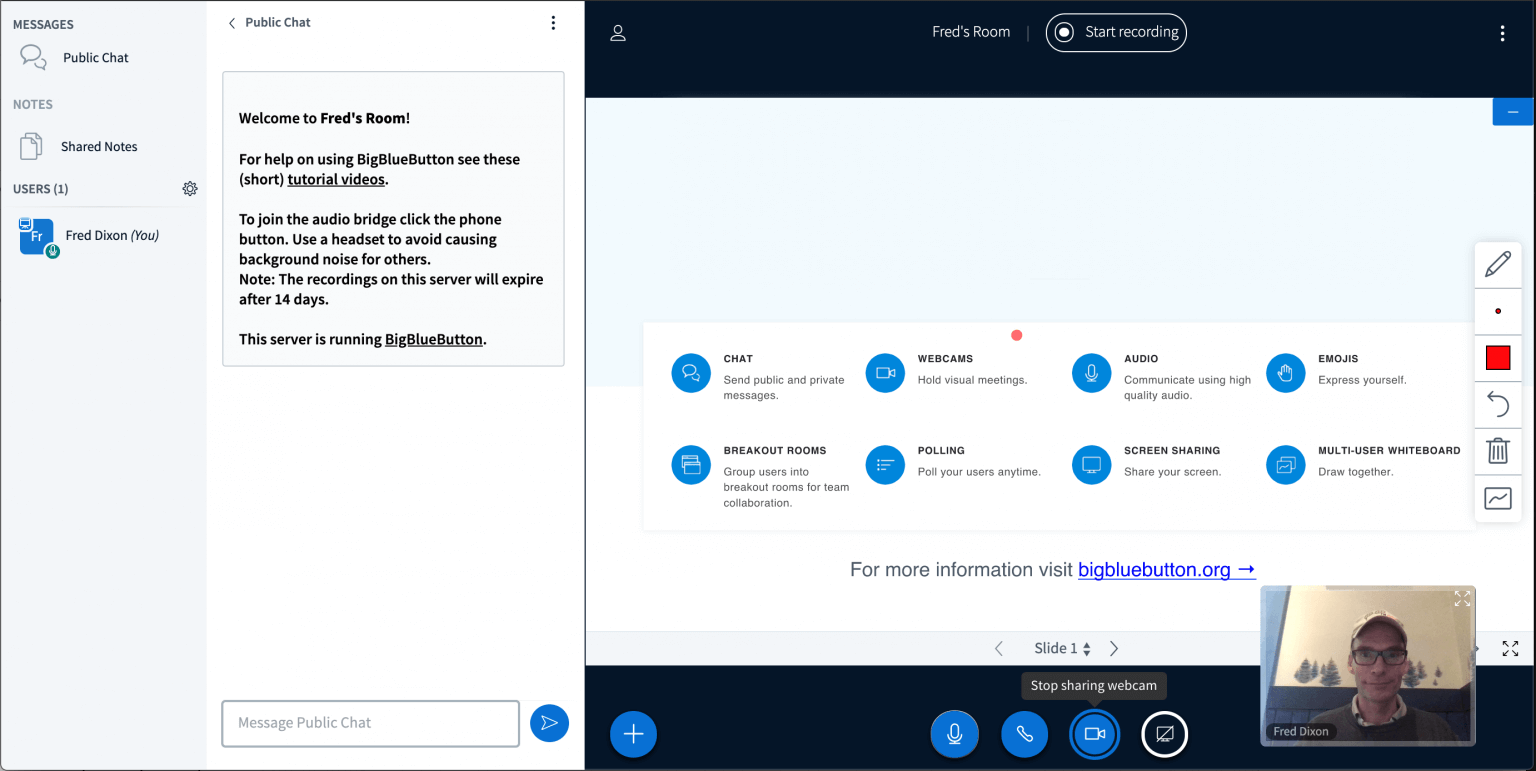 MESSAGES
Public Chat
NOTES
Shared Notes
USERS (1)
Fr
Fred Dixon (You)
Public Chat
Welcome to Fred's Room!
For help on using BigBlueButton see these
(short) tutorial videos.
To join the audio bridge click the phone
button. Use a headset to avoid causing
background noise for others.
Note: The recordings on this server will expire
after 14 days.
This server is running BigBlueButton.
Message Public Chat
Fred's Room
Start recording
CHAT
Send public and private
messages.
WEBCAMS
Hold visual meetings.
AUDIO
Communicate using high
quality audio.
EMOJIS
Express yourself.
BREAKOUT ROOMS
Group users into
breakout rooms for team
collaboration.
POLLING
Poll your users anytime.
SCREEN SHARING
Share your screen.
MULTI-USER WHITEBOARD
Draw together.
For more information visit bigbluebutton.org →
Slide 1
Stop sharing webcam
Fred Dixon